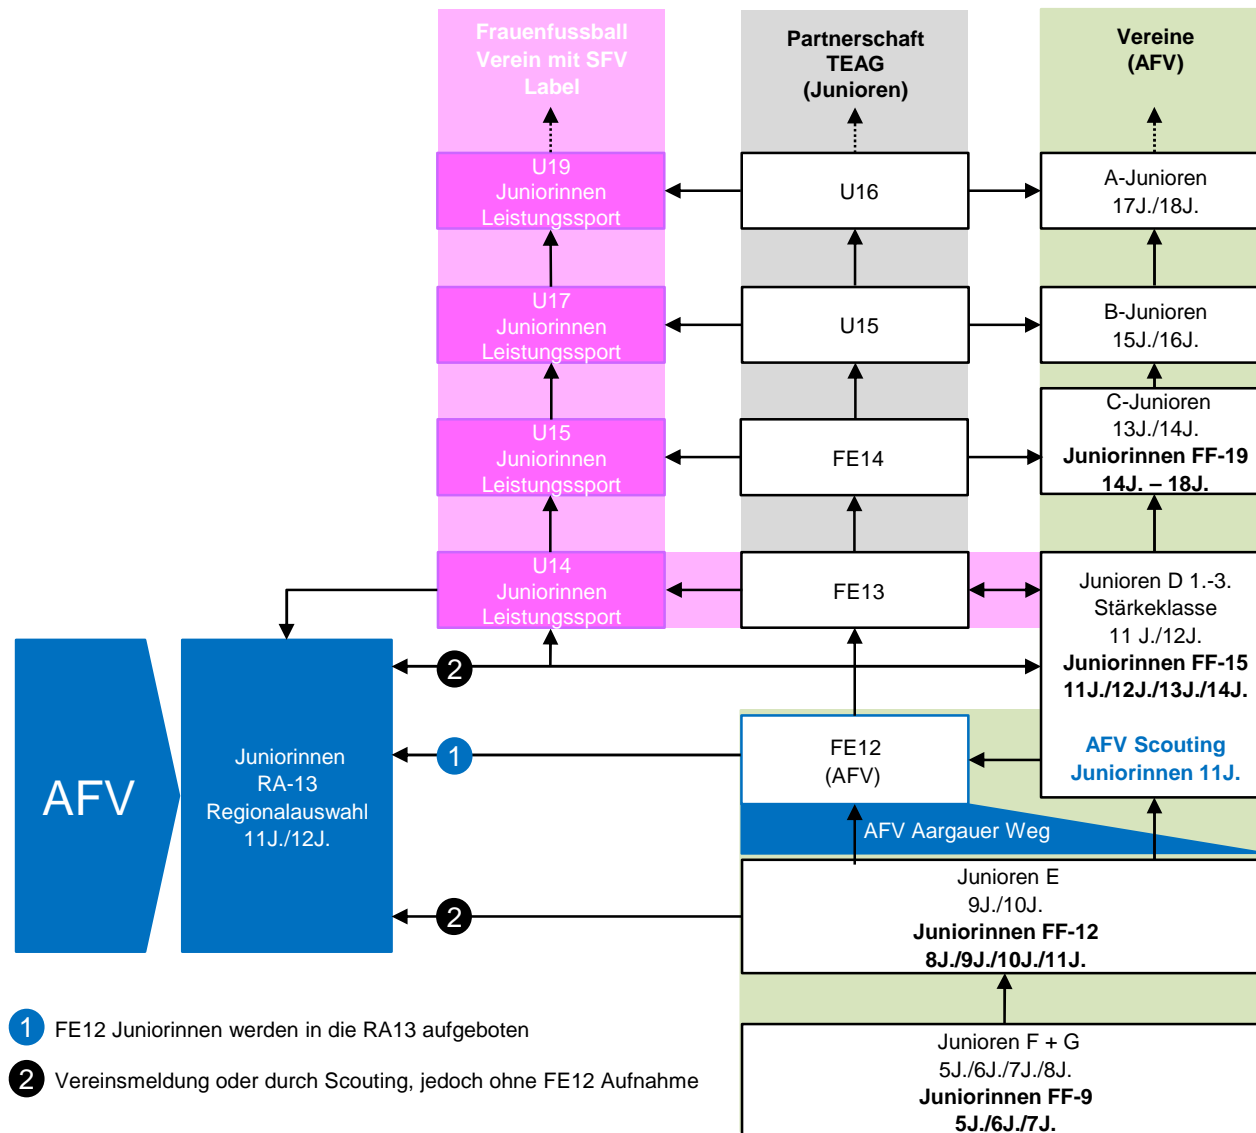 Frauenfussball
Verein mit SFV
Label
Partnerschaft
TEAG
(Junioren)
Vereine
(AFV)
U19
Juniorinnen
Leistungssport
U16
A-Junioren
17J./18J.
U17
Juniorinnen
Leistungssport
U15
B-Junioren
15J./16J.
U15
Juniorinnen
Leistungssport
FE14
C-Junioren
13J./14J.
Juniorinnen FF-19
14J. – 18J.
U14
Juniorinnen
Leistungssport
FE13
Junioren D 1.-3.
Stärkeklasse
11 J./12J.
Juniorinnen FF-15
11J./12J./13J./14J.
AFV Scouting
Juniorinnen 11J.
2
1
FE12
(AFV)
AFV
Juniorinnen
RA-13
Regionalauswahl
11J./12J.
AFV Aargauer Weg
2
Junioren E
9J./10J.
Juniorinnen FF-12
8J./9J./10J./11J.
1 FE12 Juniorinnen werden in die RA13 aufgeboten
2 Vereinsmeldung oder durch Scouting, jedoch ohne FE12 Aufnahme
Junioren F + G
5J./6J./7J./8J.
Juniorinnen FF-9
5J./6J./7J.